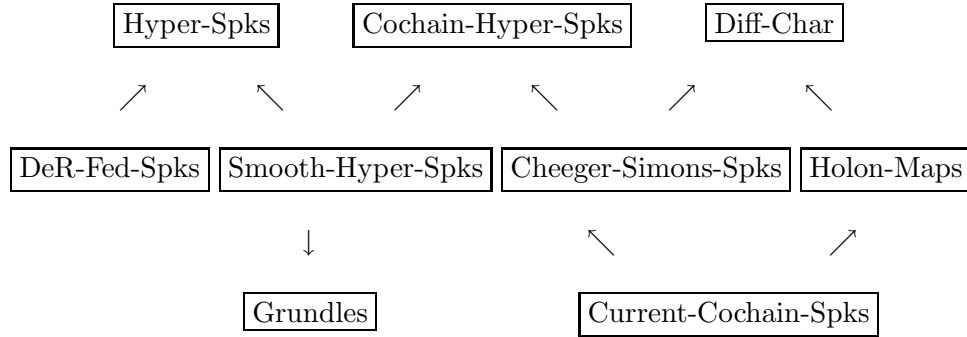 Hyper-Spks Cochain-Hyper-Spks Diff-Char
DeR-Fed-Spks Smooth-Hyper-Spks Cheeger-Simons-Spks Holon-Maps
Grundles Current-Cochain-Spks